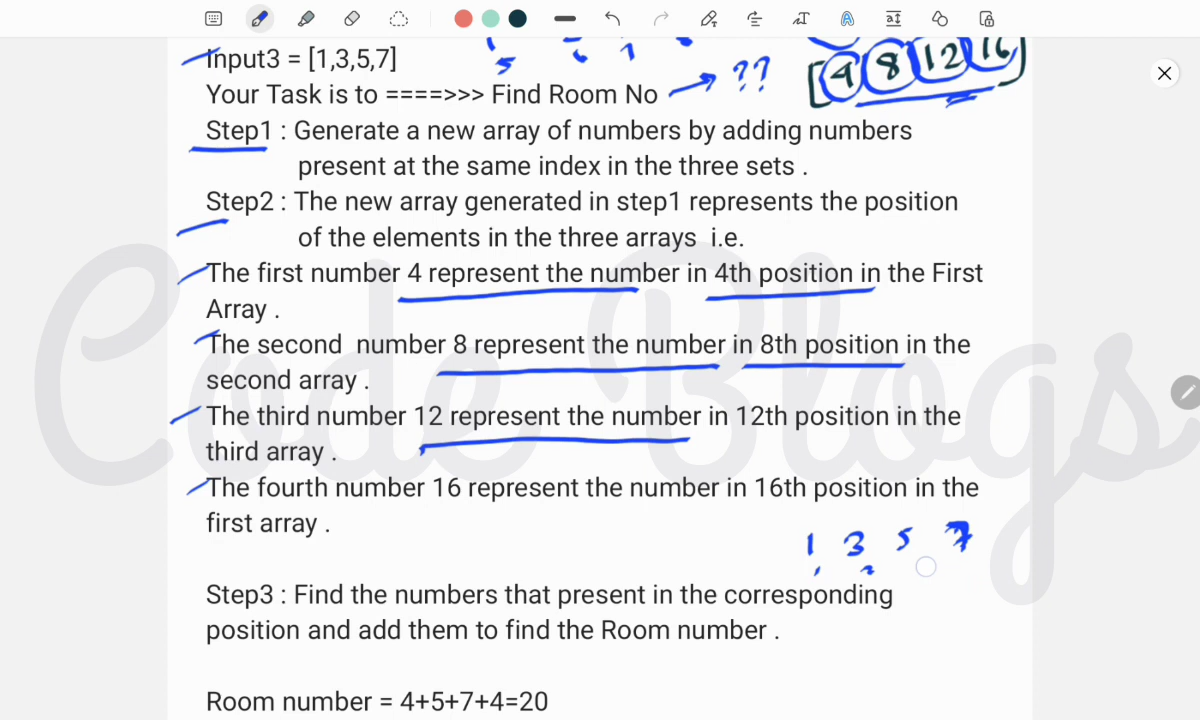 Input3 = [1,3,5,7]
Your Task is to ====>>> Find Room No → ??
[4 8 12 16]
Step1 : Generate a new array of numbers by adding numbers
present at the same index in the three sets .
Step2 : The new array generated in step1 represents the position
of the elements in the three arrays i.e.
The first number 4 represent the number in 4th position in the First
Array .
The second number 8 represent the number in 8th position in the
second array .
The third number 12 represent the number in 12th position in the
third array .
The fourth number 16 represent the number in 16th position in the
first array .
1 3 5 7
Step3 : Find the numbers that present in the corresponding
position and add them to find the Room number .
Room number = 4+5+7+4=20
Code Blogs